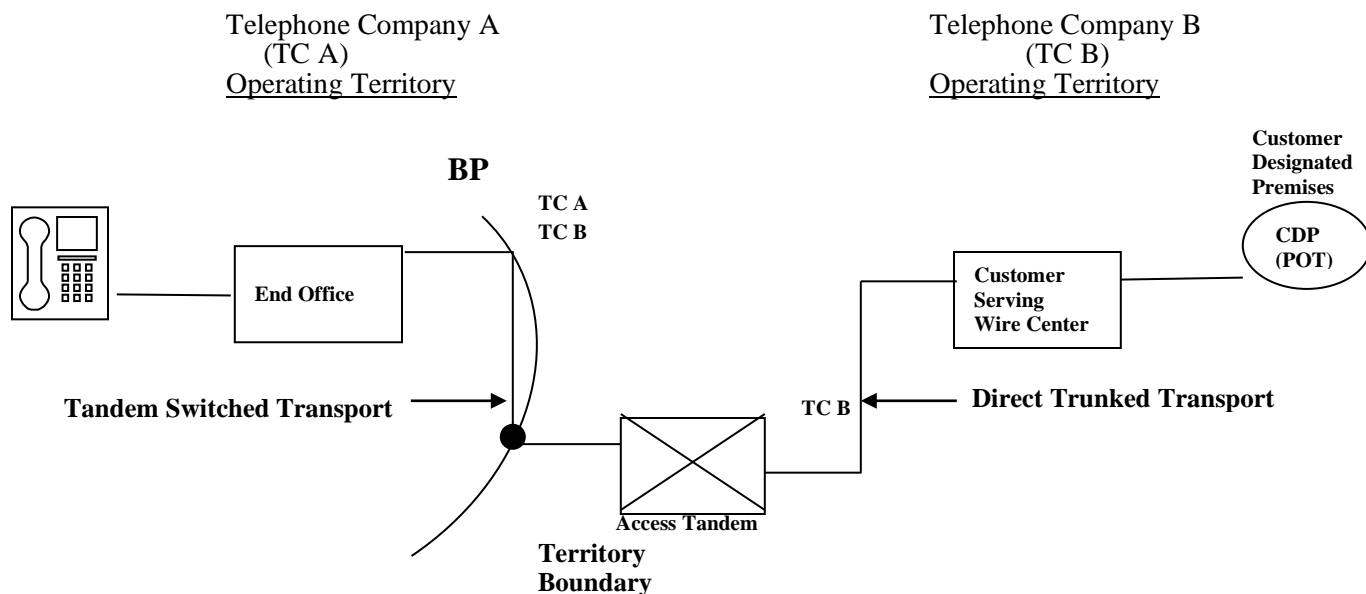 Telephone Company A
(TC A)
Operating Territory
Telephone Company B
(TC B)
Operating Territory
BP
TC A
TC B
Customer
Designated
Premises
CDP
(POT)
End Office
Customer
Serving
Wire Center
Tandem Switched Transport
TC B
Direct Trunked Transport
Access Tandem
Territory
Boundary